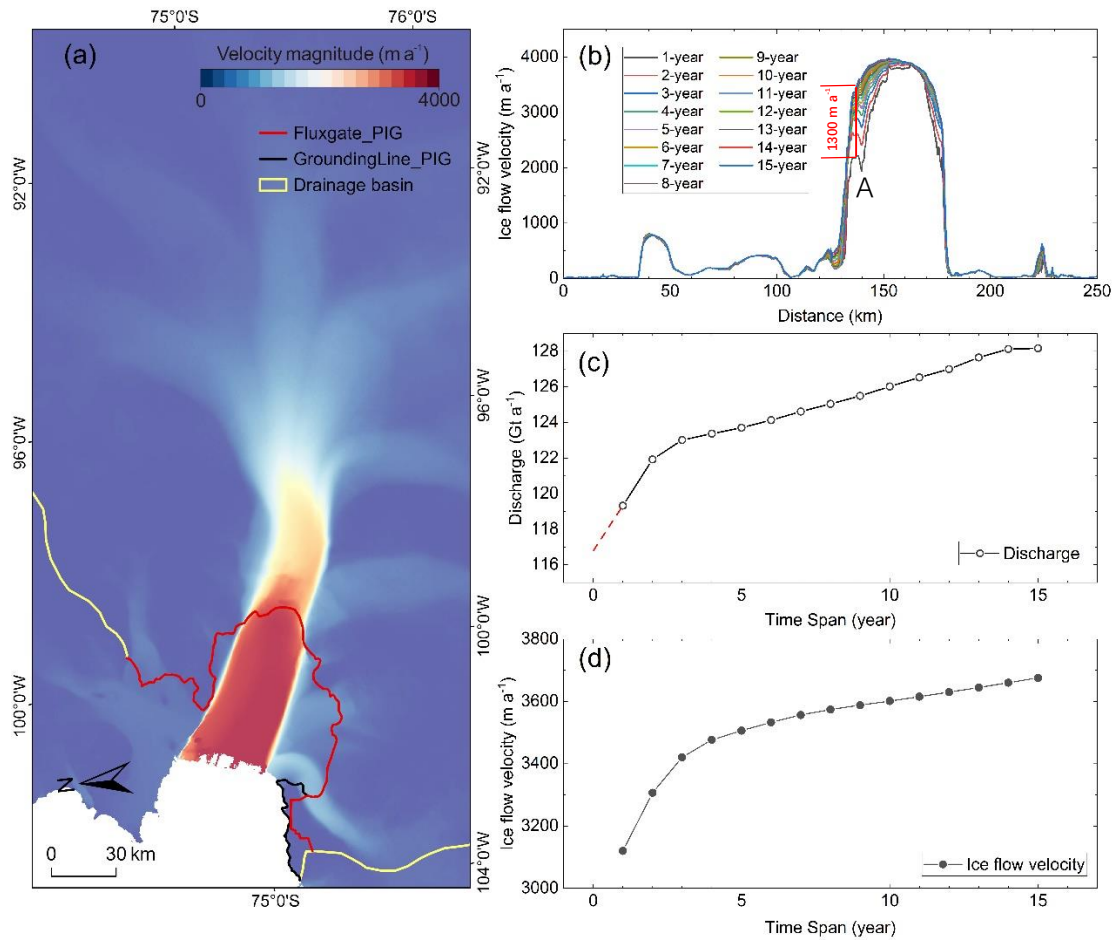 75°0'S 76°0'S
(a)
Velocity magnitude (m a⁻¹)
0 4000
Fluxgate_PIG
GroundingLine_PIG
Drainage basin
92°0'W
92°0'W
96°0'W
96°0'W
100°0'W
100°0'W
104°0'W
N
0 30 km
75°0'S
(b)
Ice flow velocity (m a⁻¹)
4000
3000
2000
1000
0
1-year 9-year
2-year 10-year
3-year 11-year
4-year 12-year
5-year 13-year
6-year 14-year
7-year 15-year
8-year
1300 m a⁻¹
A
0 50 100 150 200 250
Distance (km)
(c)
Discharge (Gt a⁻¹)
128
126
124
122
120
118
116
Discharge
0 5 10 15
Time Span (year)
(d)
Ice flow velocity (m a⁻¹)
3800
3600
3400
3200
3000
Ice flow velocity
0 5 10 15
Time Span (year)